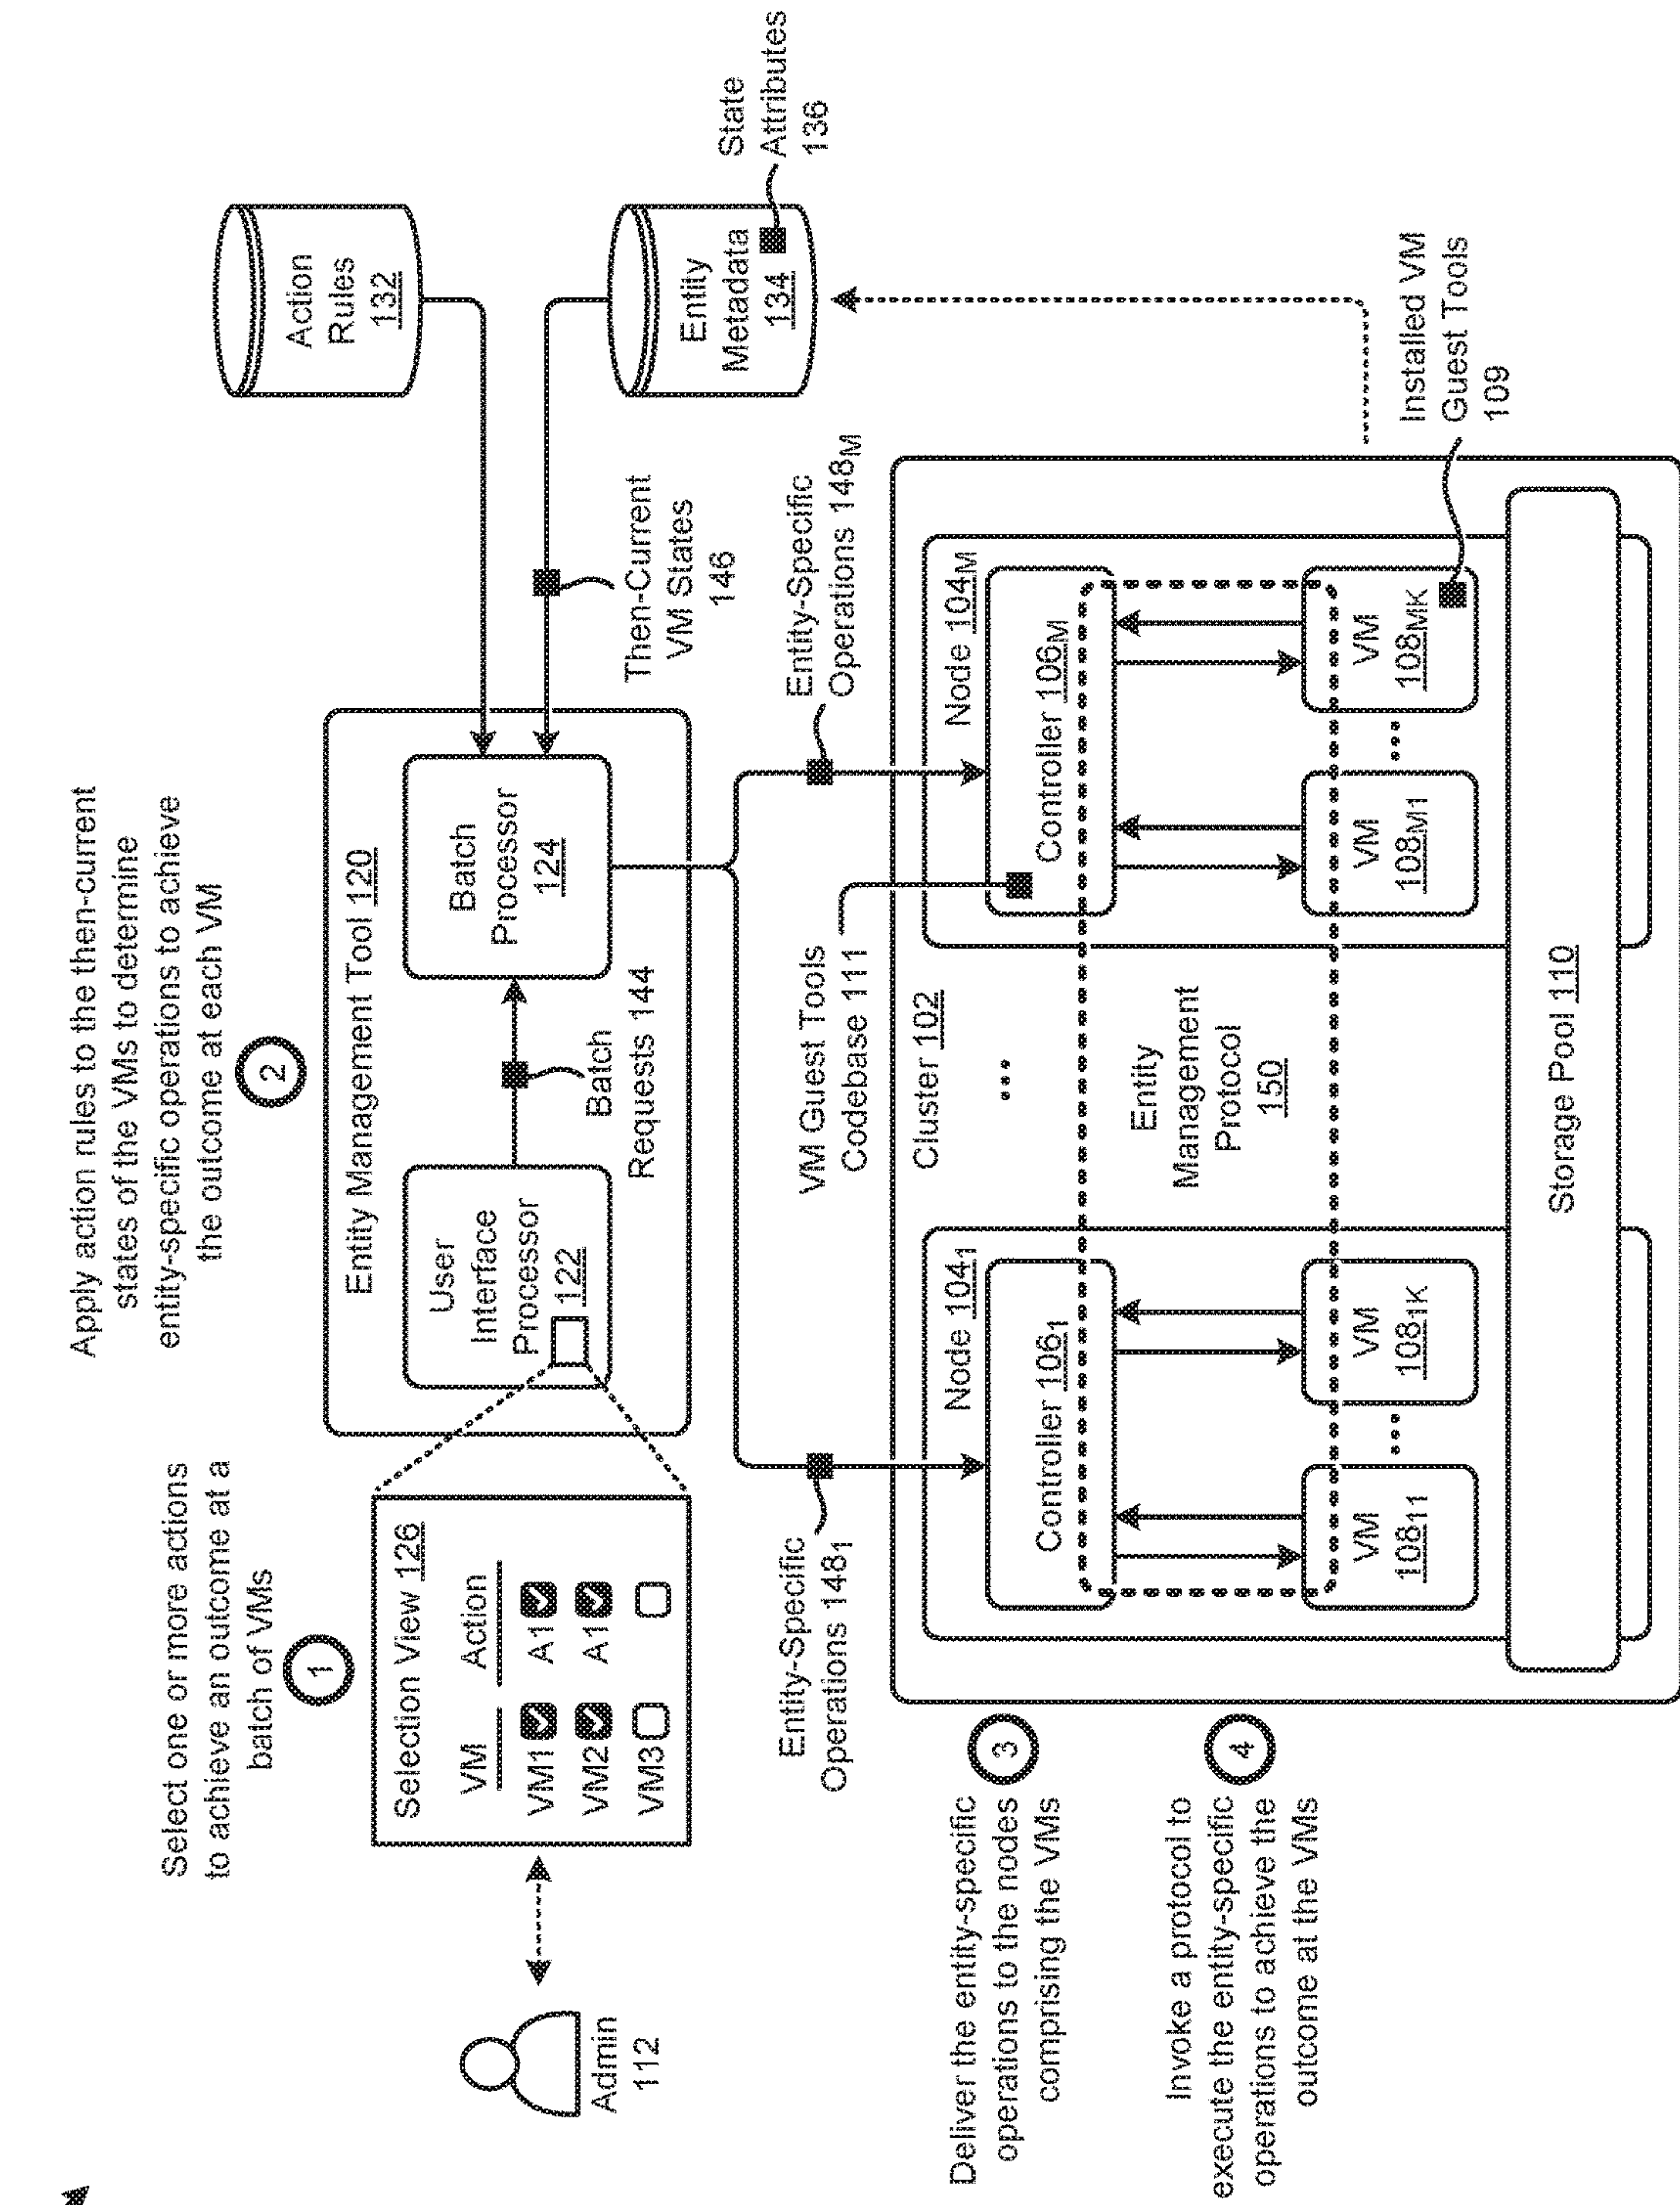 Select one or more actions
to achieve an outcome at a
batch of VMs
1
Apply action rules to the then-current
states of the VMs to determine
entity-specific operations to achieve
the outcome at each VM
2
Admin
112
Selection View 126
VM Action
VM1 A1
VM2 A1
VM3
Entity Management Tool 120
User
Interface
Processor
122
Batch
Requests 144
Batch
Processor
124
Action
Rules
132
Then-Current
VM States
146
Entity
Metadata
134
State
Attributes
136
Entity-Specific
Operations 148₁
VM Guest Tools
Codebase 111
Entity-Specific
Operations 148M
Deliver the entity-specific
operations to the nodes
comprising the VMs
3
Invoke a protocol to
execute the entity-specific
operations to achieve the
outcome at the VMs
4
Cluster 102
...
Node 104₁
Controller 106₁
VM
108₁₁
...
VM
108₁K
Entity
Management
Protocol
150
Node 104M
Controller 106M
VM
108M₁
...
VM
108MK
Installed VM
Guest Tools
109
Storage Pool 110